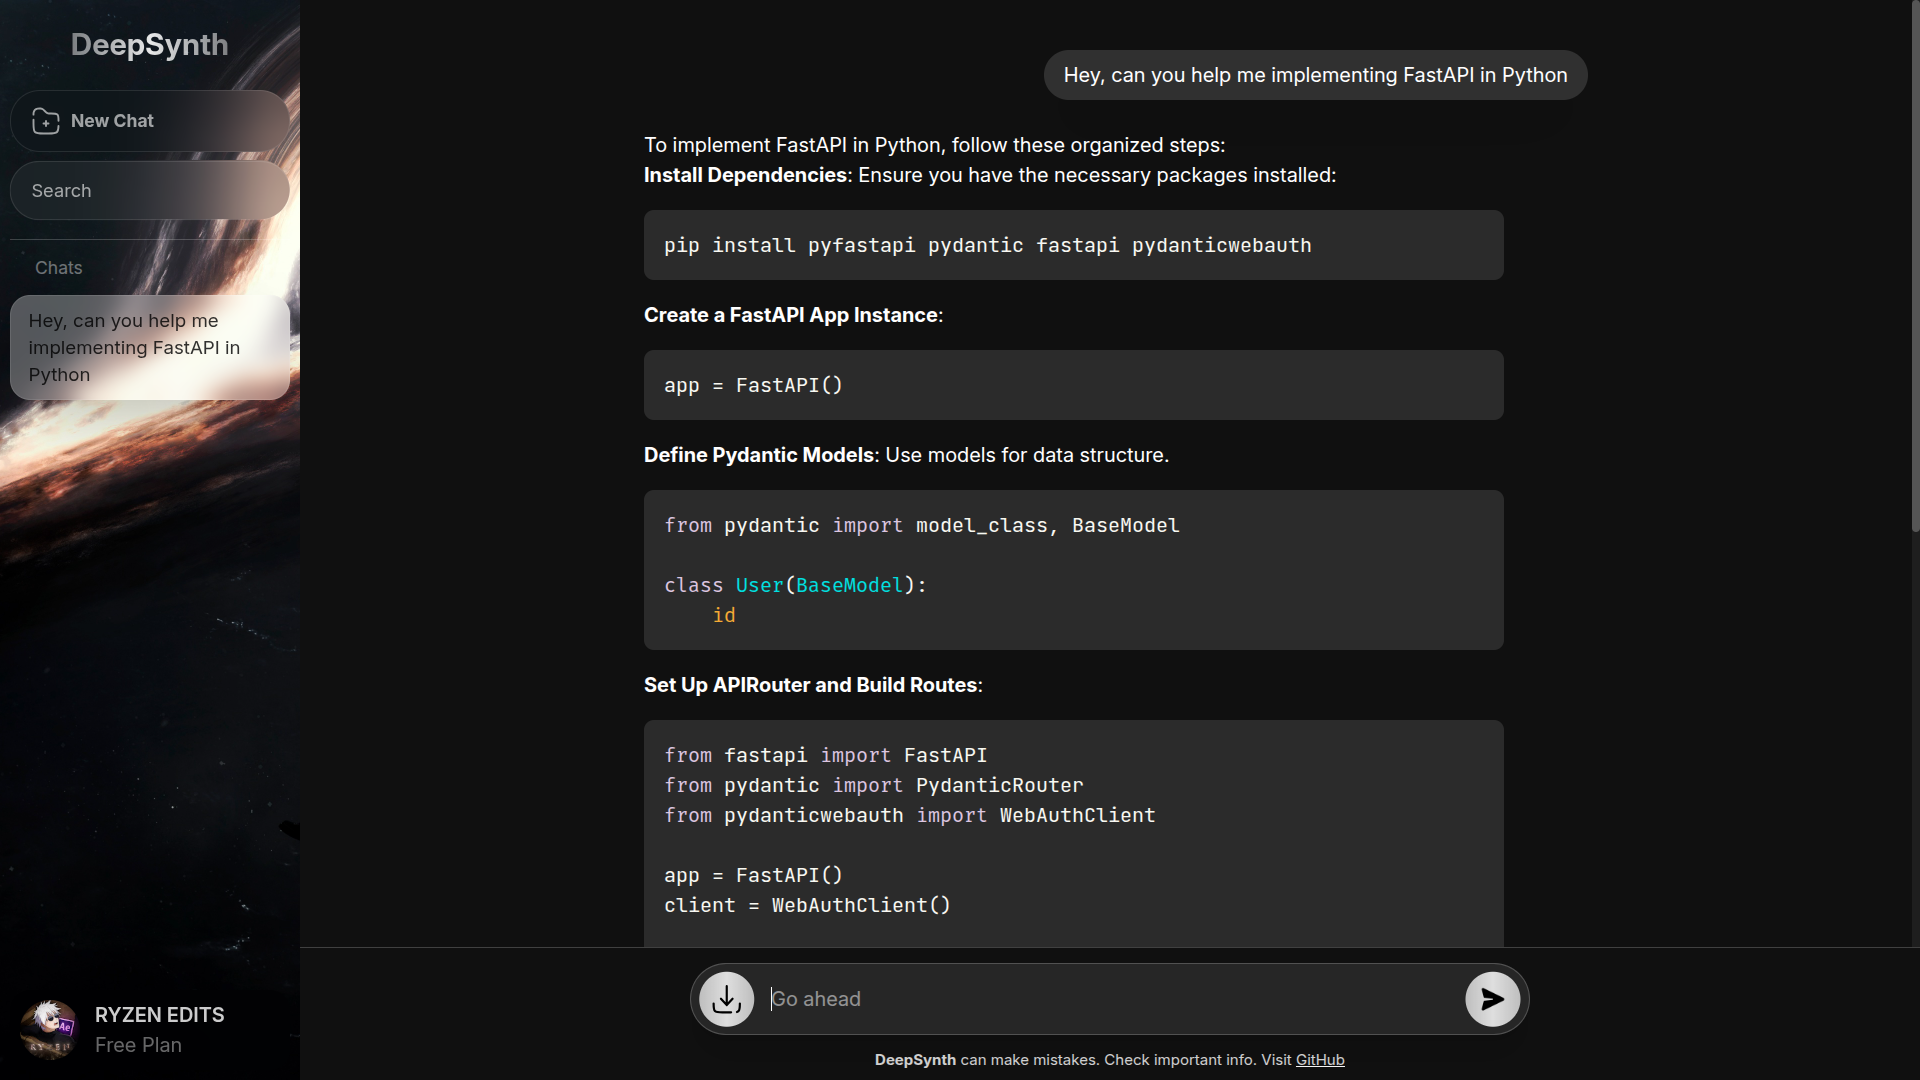 DeepSynth
New Chat
Search
Chats
Hey, can you help me
implementing FastAPI in
Python
RYZEN EDITS
Free Plan
Hey, can you help me implementing FastAPI in Python
To implement FastAPI in Python, follow these organized steps:
Install Dependencies: Ensure you have the necessary packages installed:
pip install pyfastapi pydantic fastapi pydanticwebauth
Create a FastAPI App Instance:
app = FastAPI()
Define Pydantic Models: Use models for data structure.
from pydantic import model_class, BaseModel
class User(BaseModel):
    id
Set Up APIRouter and Build Routes:
from fastapi import FastAPI
from pydantic import PydanticRouter
from pydanticwebauth import WebAuthClient
app = FastAPI()
client = WebAuthClient()
Go ahead
DeepSynth can make mistakes. Check important info. Visit GitHub